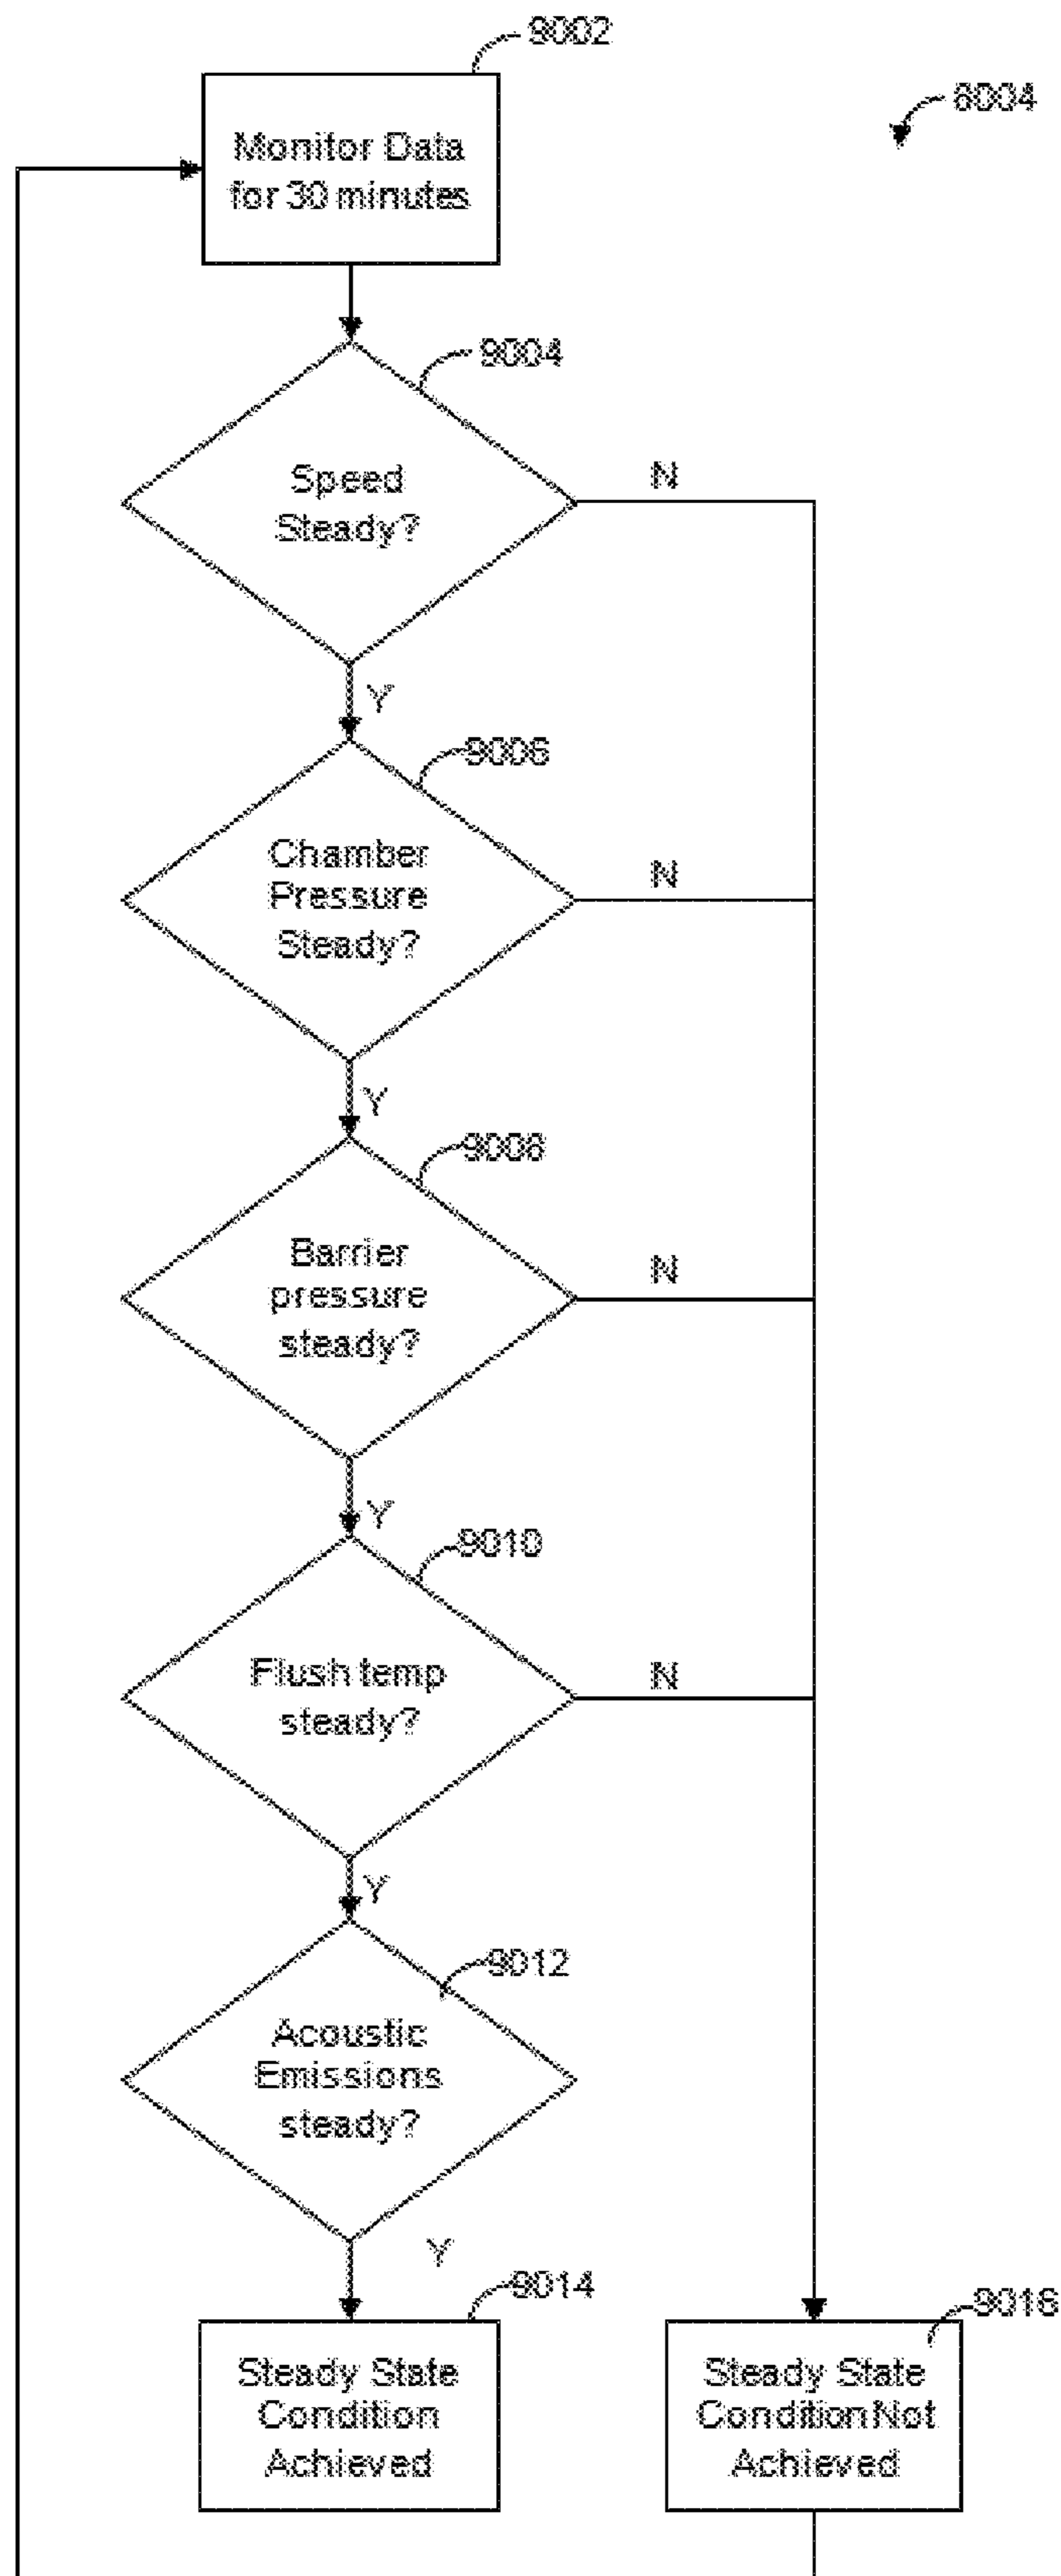 9002
8004
Monitor Data
for 30 minutes
9004
Speed
Steady?
N
Y
9006
Chamber
Pressure
Steady?
N
Y
9008
Barrier
pressure
steady?
N
Y
9010
Flush temp
steady?
N
Y
9012
Acoustic
Emissions
steady?
Y
9014
9016
Steady State
Condition
Achieved
Steady State
Condition Not
Achieved